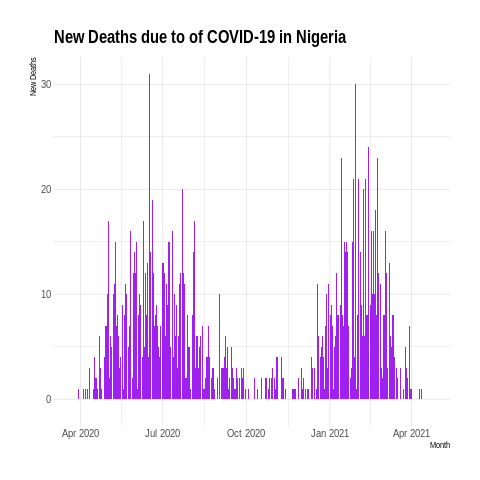 New Deaths due to of COVID-19 in Nigeria
New Deaths
30
20
10
0
Apr 2020 Jul 2020 Oct 2020 Jan 2021 Apr 2021
Month